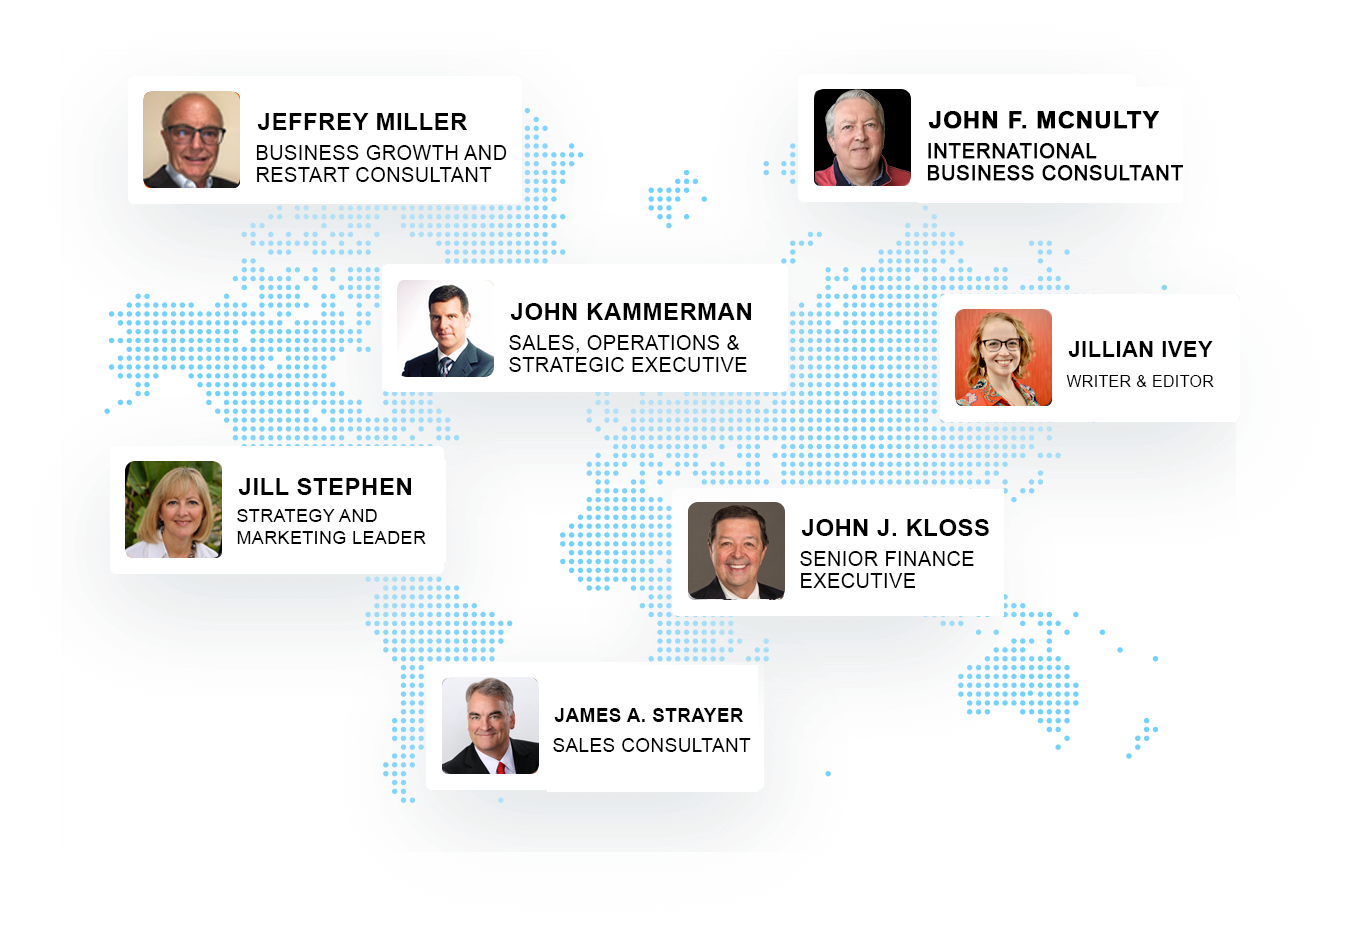 JEFFREY MILLER
BUSINESS GROWTH AND
RESTART CONSULTANT
JOHN F. MCNULTY
INTERNATIONAL
BUSINESS CONSULTANT
JOHN KAMMERMAN
SALES, OPERATIONS &
STRATEGIC EXECUTIVE
JILLIAN IVEY
WRITER & EDITOR
JILL STEPHEN
STRATEGY AND
MARKETING LEADER
JOHN J. KLOSS
SENIOR FINANCE
EXECUTIVE
JAMES A. STRAYER
SALES CONSULTANT